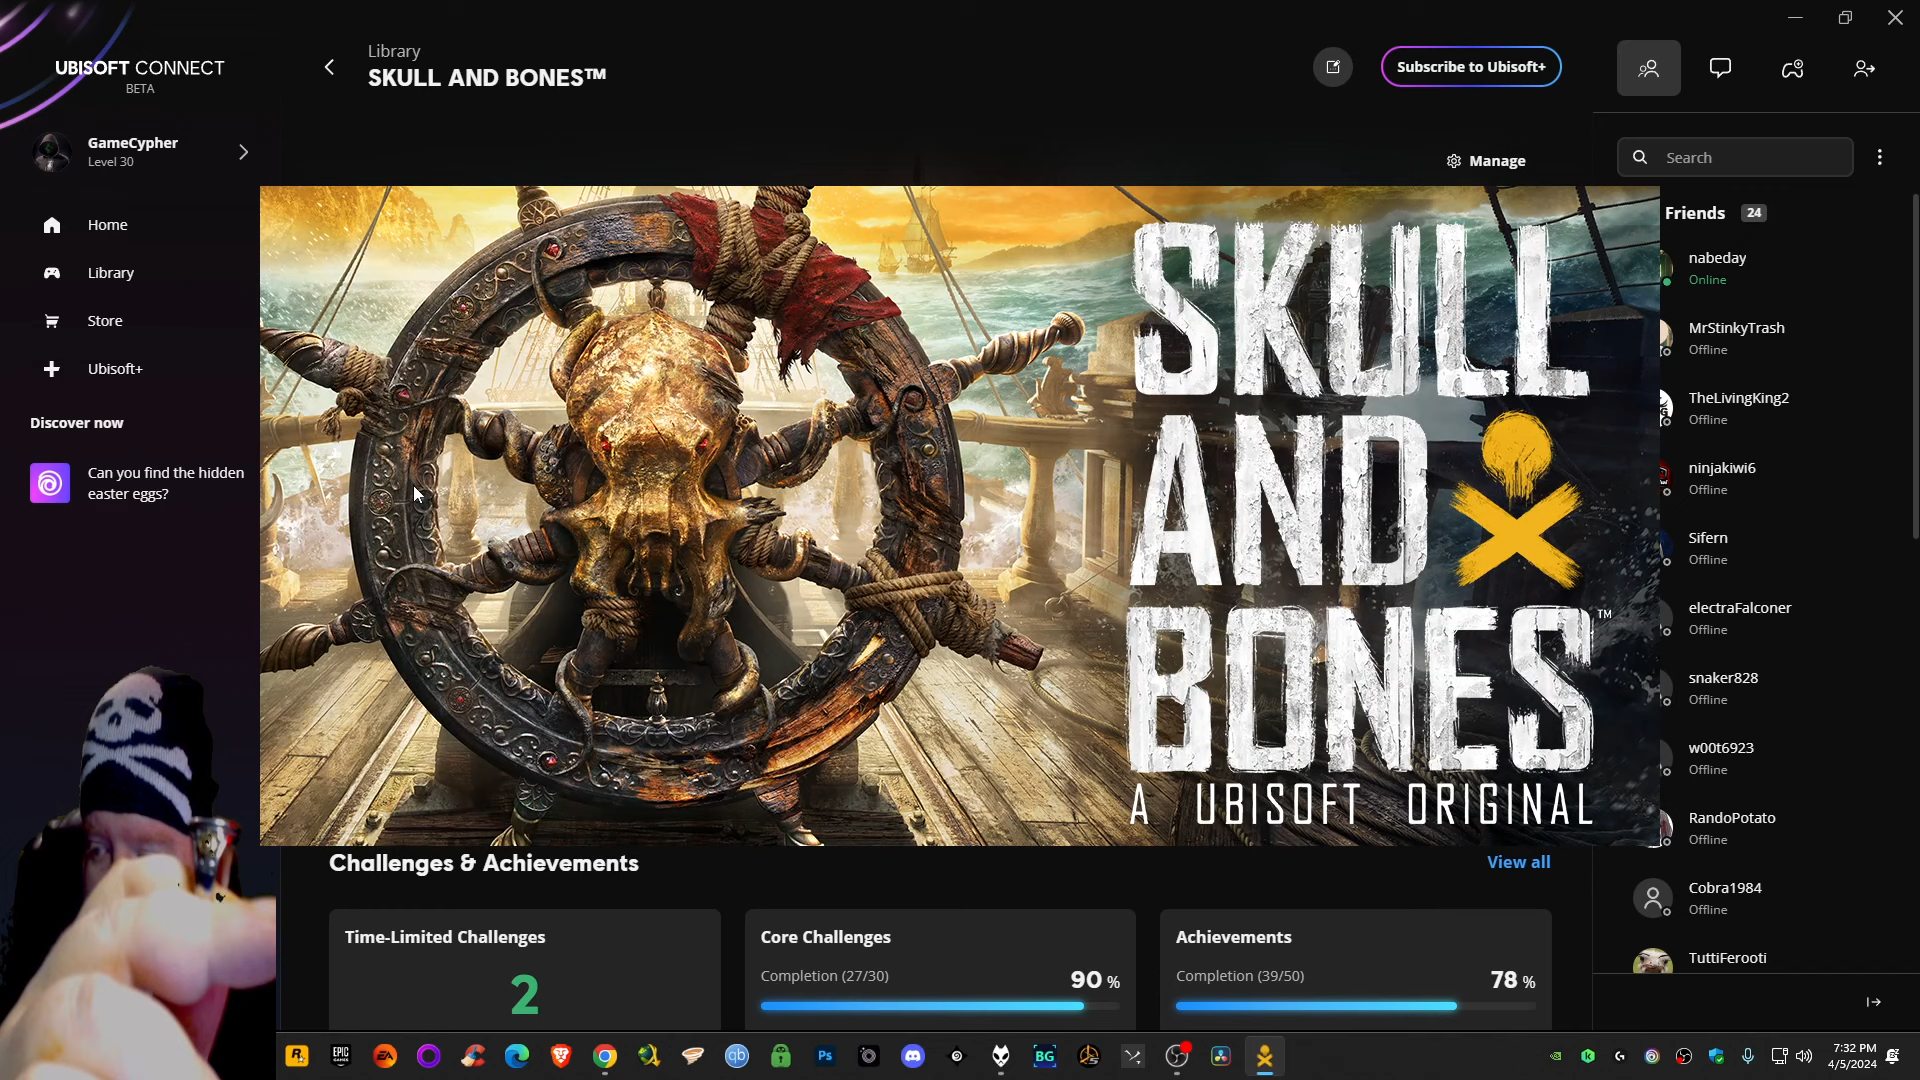 UBISOFT CONNECT
BETA
GameCypher
Level 30
Home
Library
Store
Ubisoft+
Discover now
Can you find the hidden
easter eggs?
Library
SKULL AND BONES™
Subscribe to Ubisoft+
Manage
SKULL
AND
BONES™
A UBISOFT ORIGINAL
Challenges & Achievements
View all
Time-Limited Challenges
2
Core Challenges
Completion (27/30)
90 %
Achievements
Completion (39/50)
78 %
Search
Friends 24
nabeday
Online
MrStinkyTrash
Offline
TheLivingKing2
Offline
ninjakiwi6
Offline
Sifern
Offline
electraFalconer
Offline
snaker828
Offline
w00t6923
Offline
RandoPotato
Offline
Cobra1984
Offline
TuttiFerooti
R
EPIC
GAMES
EA
qb
Ps
BG
7:32 PM
4/5/2024